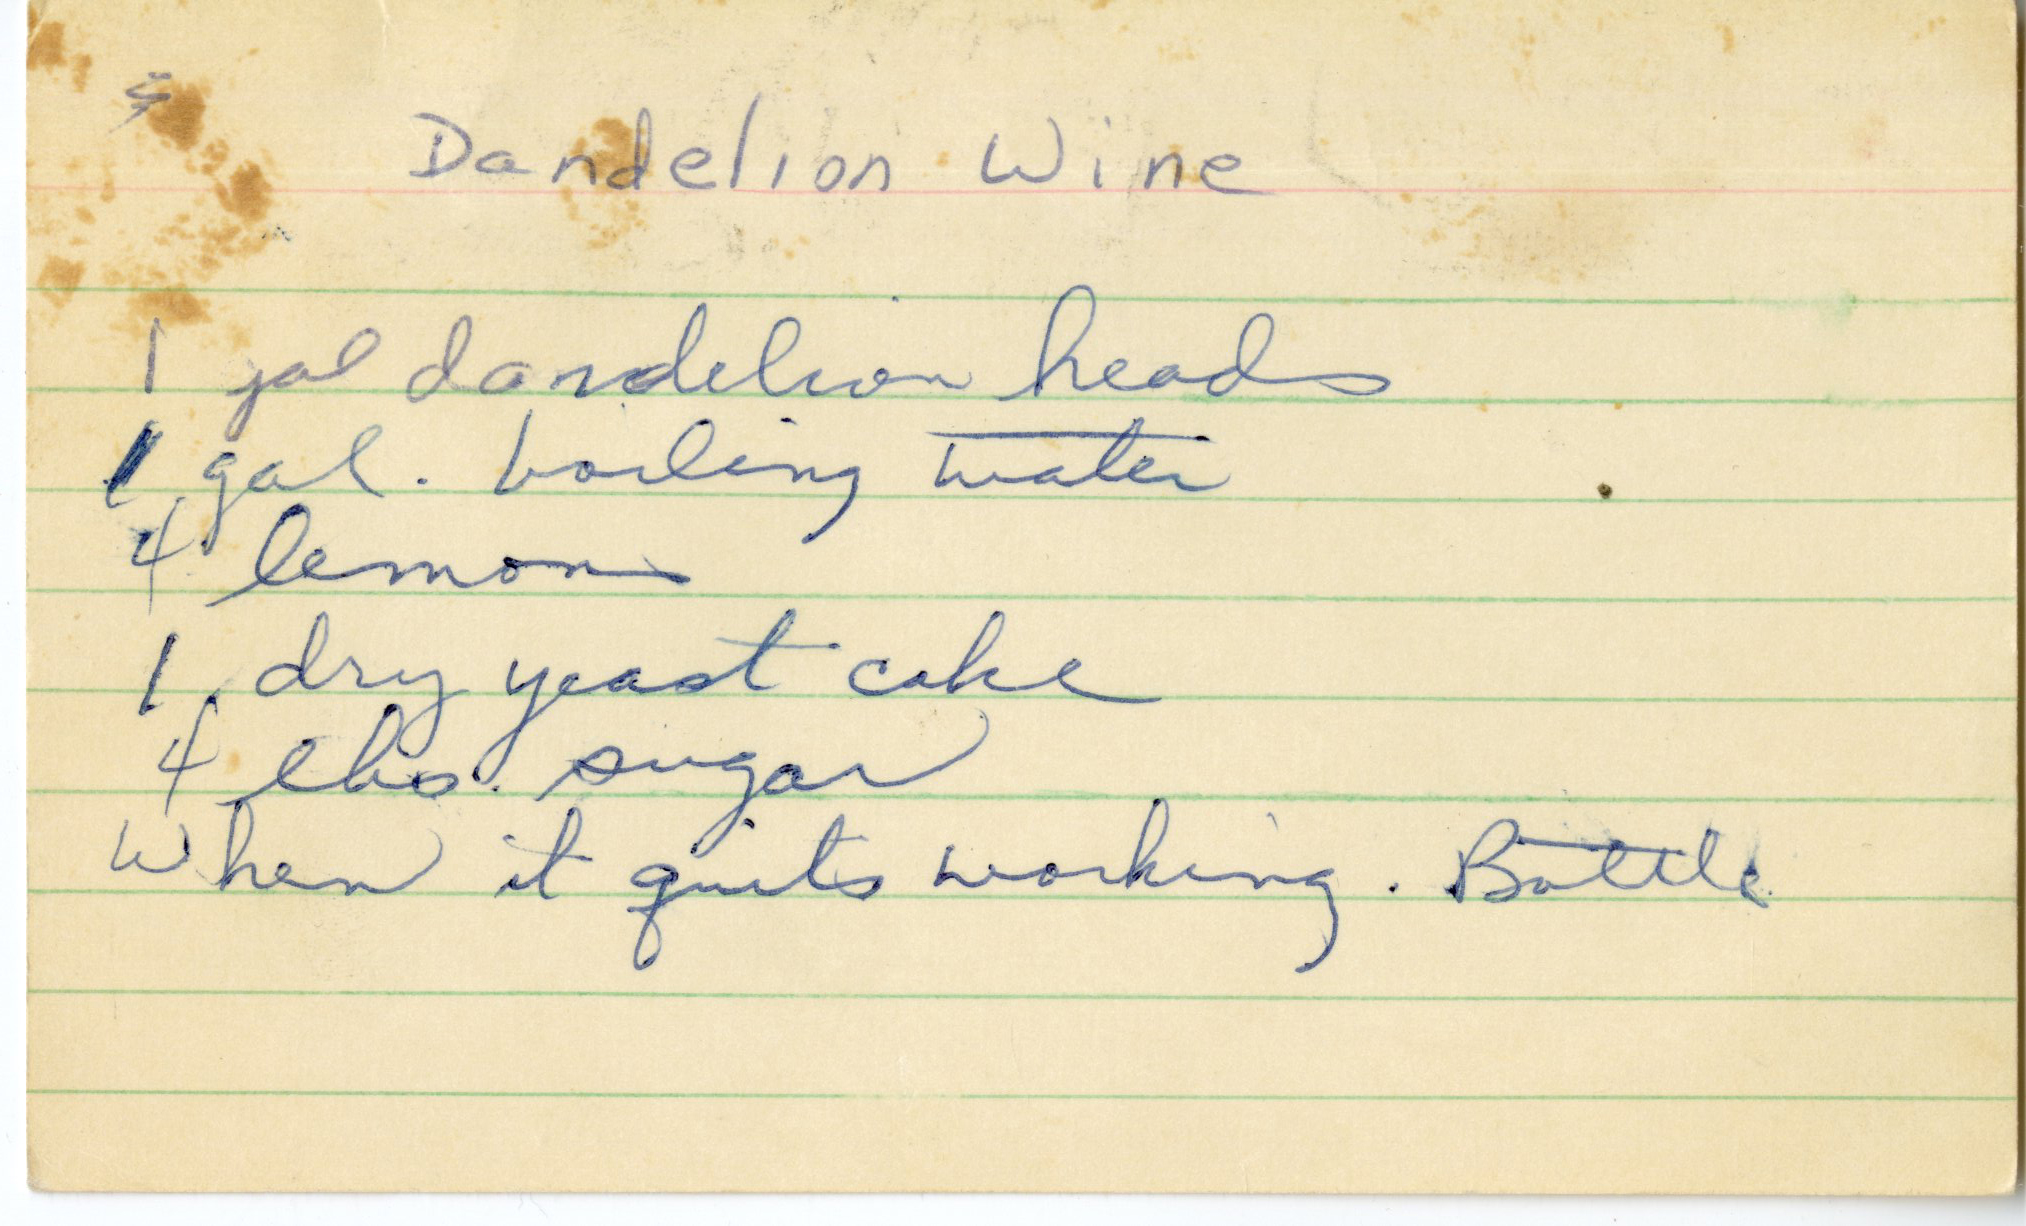 Dandelion Wine
1 gal dandelion heads
1 gal. boiling water
4 lemons
1 dry yeast cake
4 lbs. sugar
When it quits working. Bottle